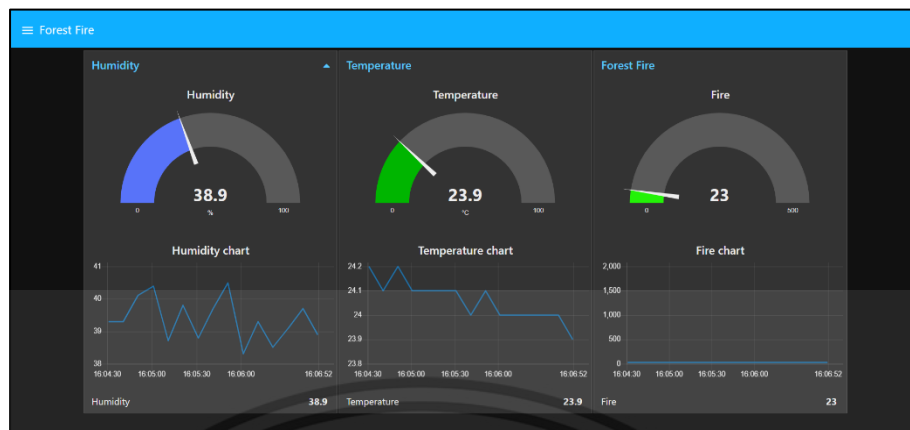 Forest Fire
Humidity
Humidity
38.9
%
0
100
Humidity chart
41
40
39
38
16:04:30 16:05:00 16:05:30 16:06:00 16:06:52
Humidity 38.9
Temperature
Temperature
23.9
°C
0
100
Temperature chart
24.2
24.1
24
23.9
23.8
16:04:30 16:05:00 16:05:30 16:06:00 16:06:52
Temperature 23.9
Forest Fire
Fire
23
0
500
Fire chart
2,000
1,500
1,000
500
0
16:04:30 16:05:00 16:05:30 16:06:00 16:06:52
Fire 23